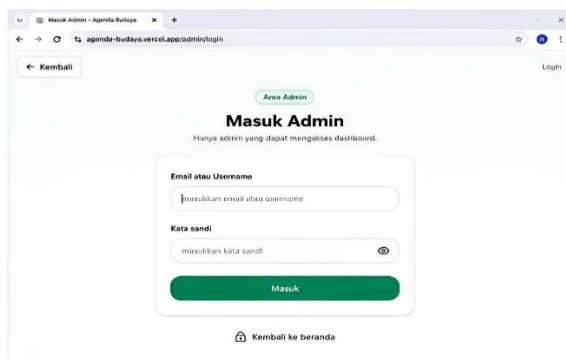 Masuk Admin - Agenda Budaya
agenda-budaya.vercel.app/admin/login
← Kembali
Login
Area Admin
Masuk Admin
Hanya admin yang dapat mengakses dashboard.
Email atau Username
masukkan email atau username
Kata sandi
masukkan kata sandi
Masuk
Kembali ke beranda